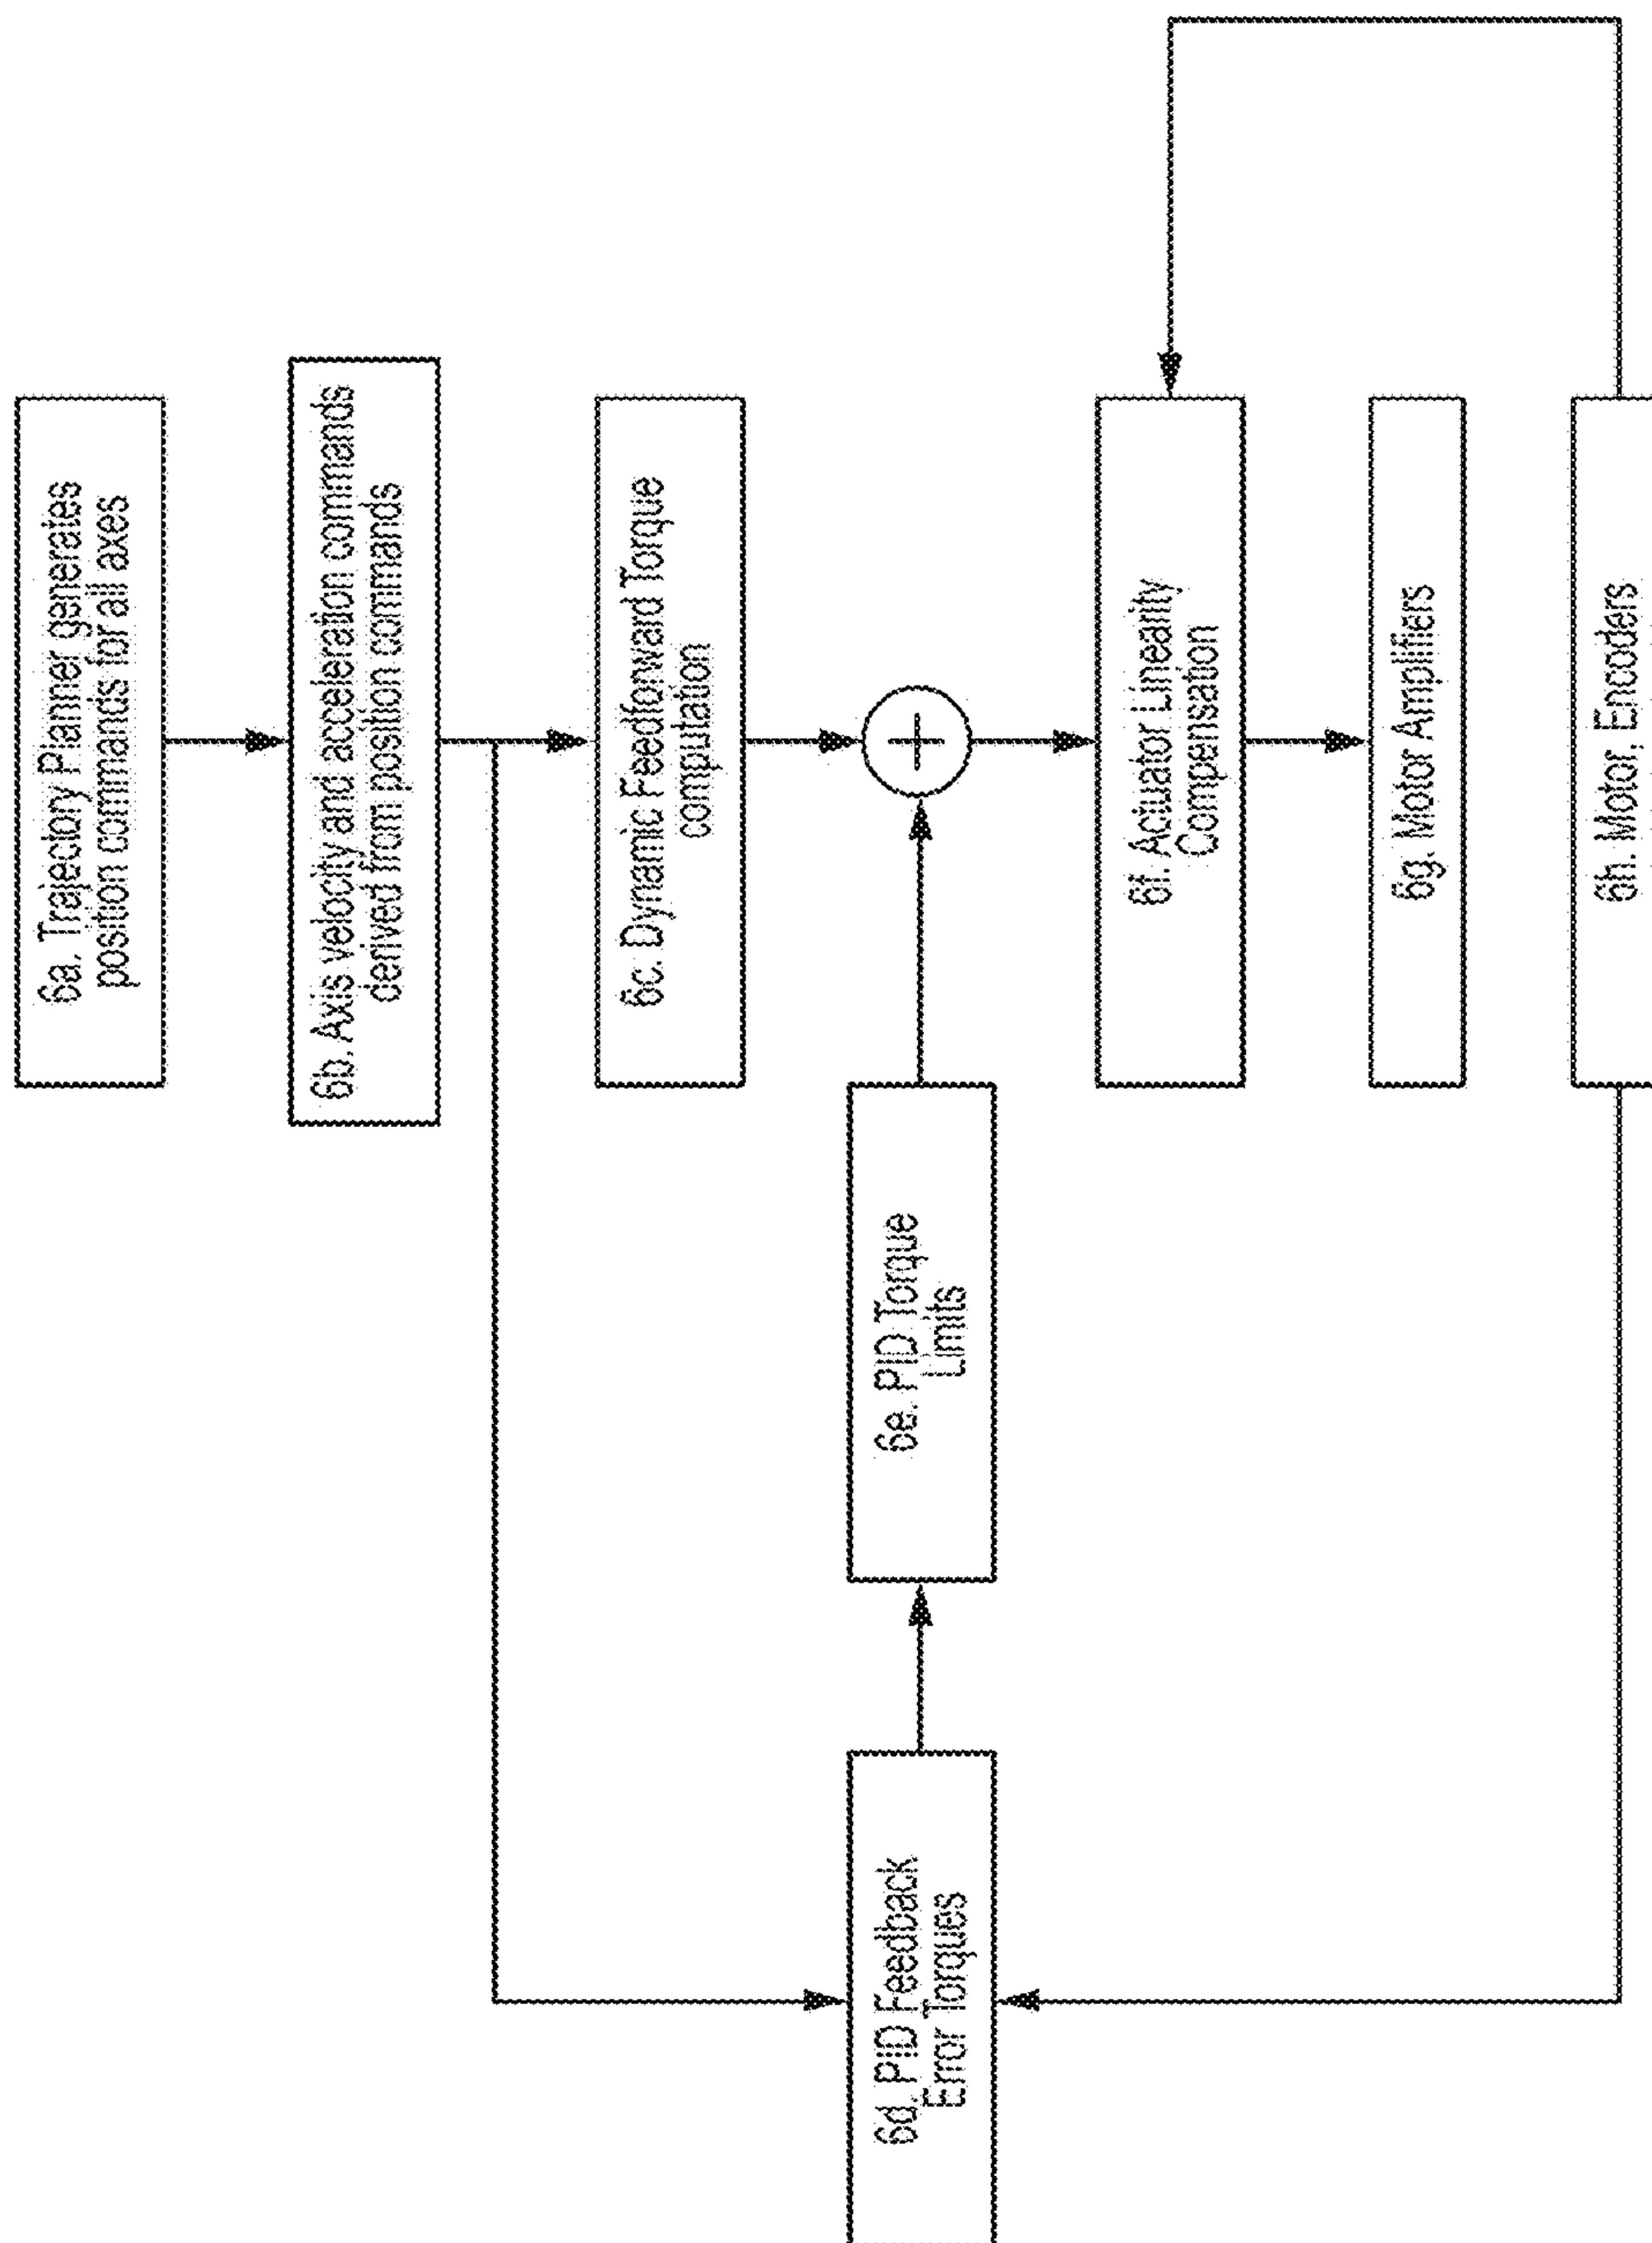 6a. Trajectory Planner generates
position commands for all axes
6b. Axis velocity and acceleration commands
derived from position commands
6c. Dynamic Feedforward Torque
computation
6d. PID Feedback
Error Torques
6e. PID Torque
Limits
+
6f. Actuator Linearity
Compensation
6g. Motor Amplifiers
6h. Motor, Encoders